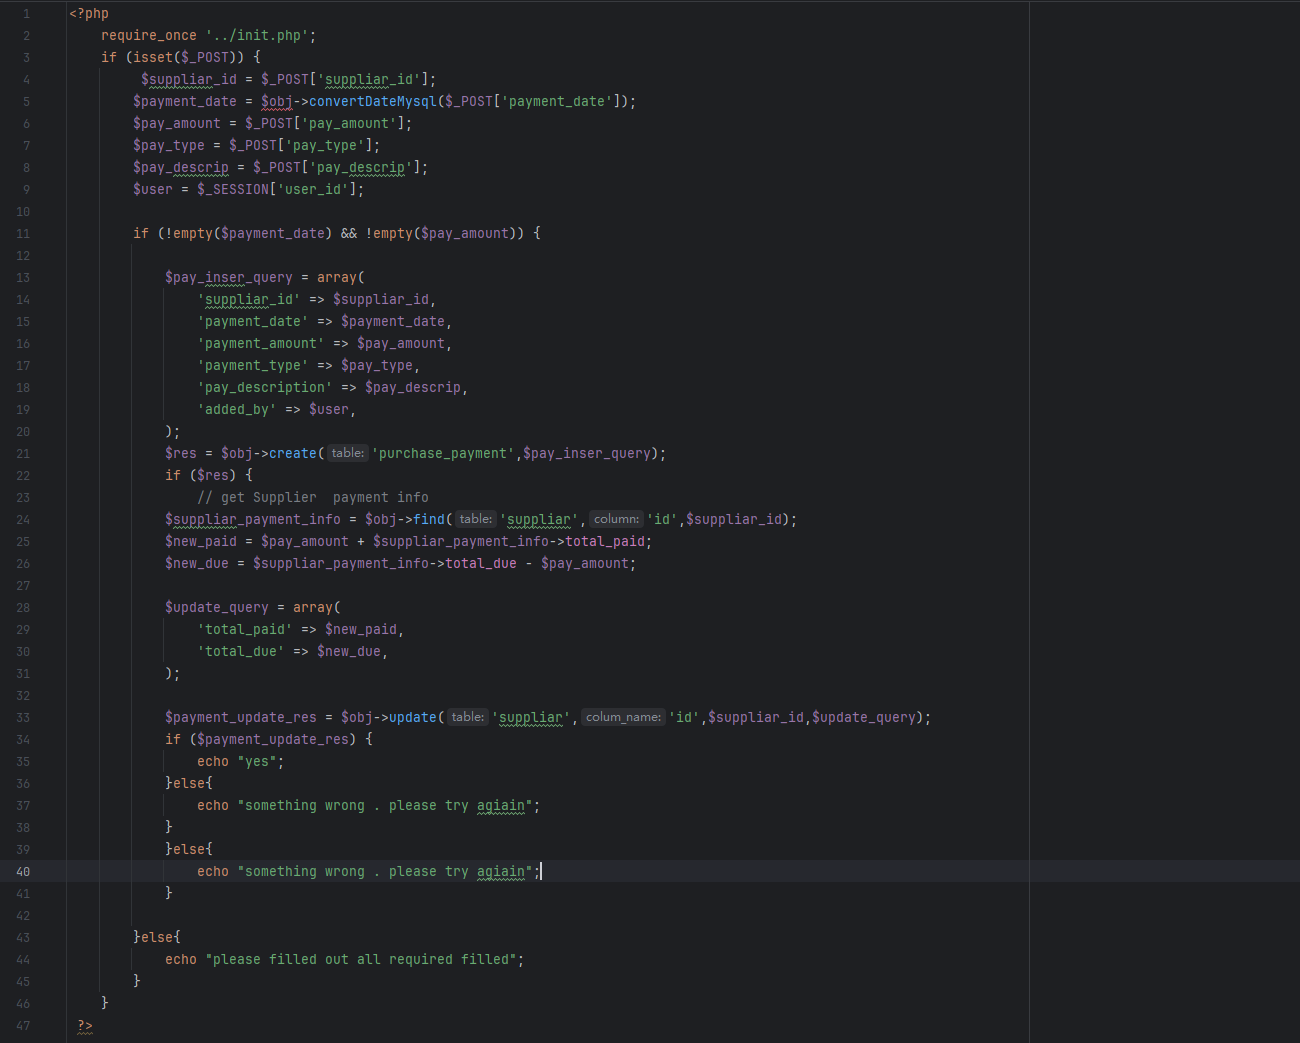 1 <?php
2 require_once '../init.php';
3 if (isset($_POST)) {
4 $suppliar_id = $_POST['suppliar_id'];
5 $payment_date = $obj->convertDateMysql($_POST['payment_date']);
6 $pay_amount = $_POST['pay_amount'];
7 $pay_type = $_POST['pay_type'];
8 $pay_descrip = $_POST['pay_descrip'];
9 $user = $_SESSION['user_id'];
10
11 if (!empty($payment_date) && !empty($pay_amount)) {
12
13 $pay_inser_query = array(
14 'suppliar_id' => $suppliar_id,
15 'payment_date' => $payment_date,
16 'payment_amount' => $pay_amount,
17 'payment_type' => $pay_type,
18 'pay_description' => $pay_descrip,
19 'added_by' => $user,
20 );
21 $res = $obj->create( table: 'purchase_payment',$pay_inser_query);
22 if ($res) {
23 // get Supplier  payment info
24 $suppliar_payment_info = $obj->find( table: 'suppliar', column: 'id',$suppliar_id);
25 $new_paid = $pay_amount + $suppliar_payment_info->total_paid;
26 $new_due = $suppliar_payment_info->total_due - $pay_amount;
27
28 $update_query = array(
29 'total_paid' => $new_paid,
30 'total_due' => $new_due,
31 );
32
33 $payment_update_res = $obj->update( table: 'suppliar', colum_name: 'id',$suppliar_id,$update_query);
34 if ($payment_update_res) {
35 echo "yes";
36 }else{
37 echo "something wrong . please try agiain";
38 }
39 }else{
40 echo "something wrong . please try agiain";
41 }
42
43 }else{
44 echo "please filled out all required filled";
45 }
46 }
47 ?>